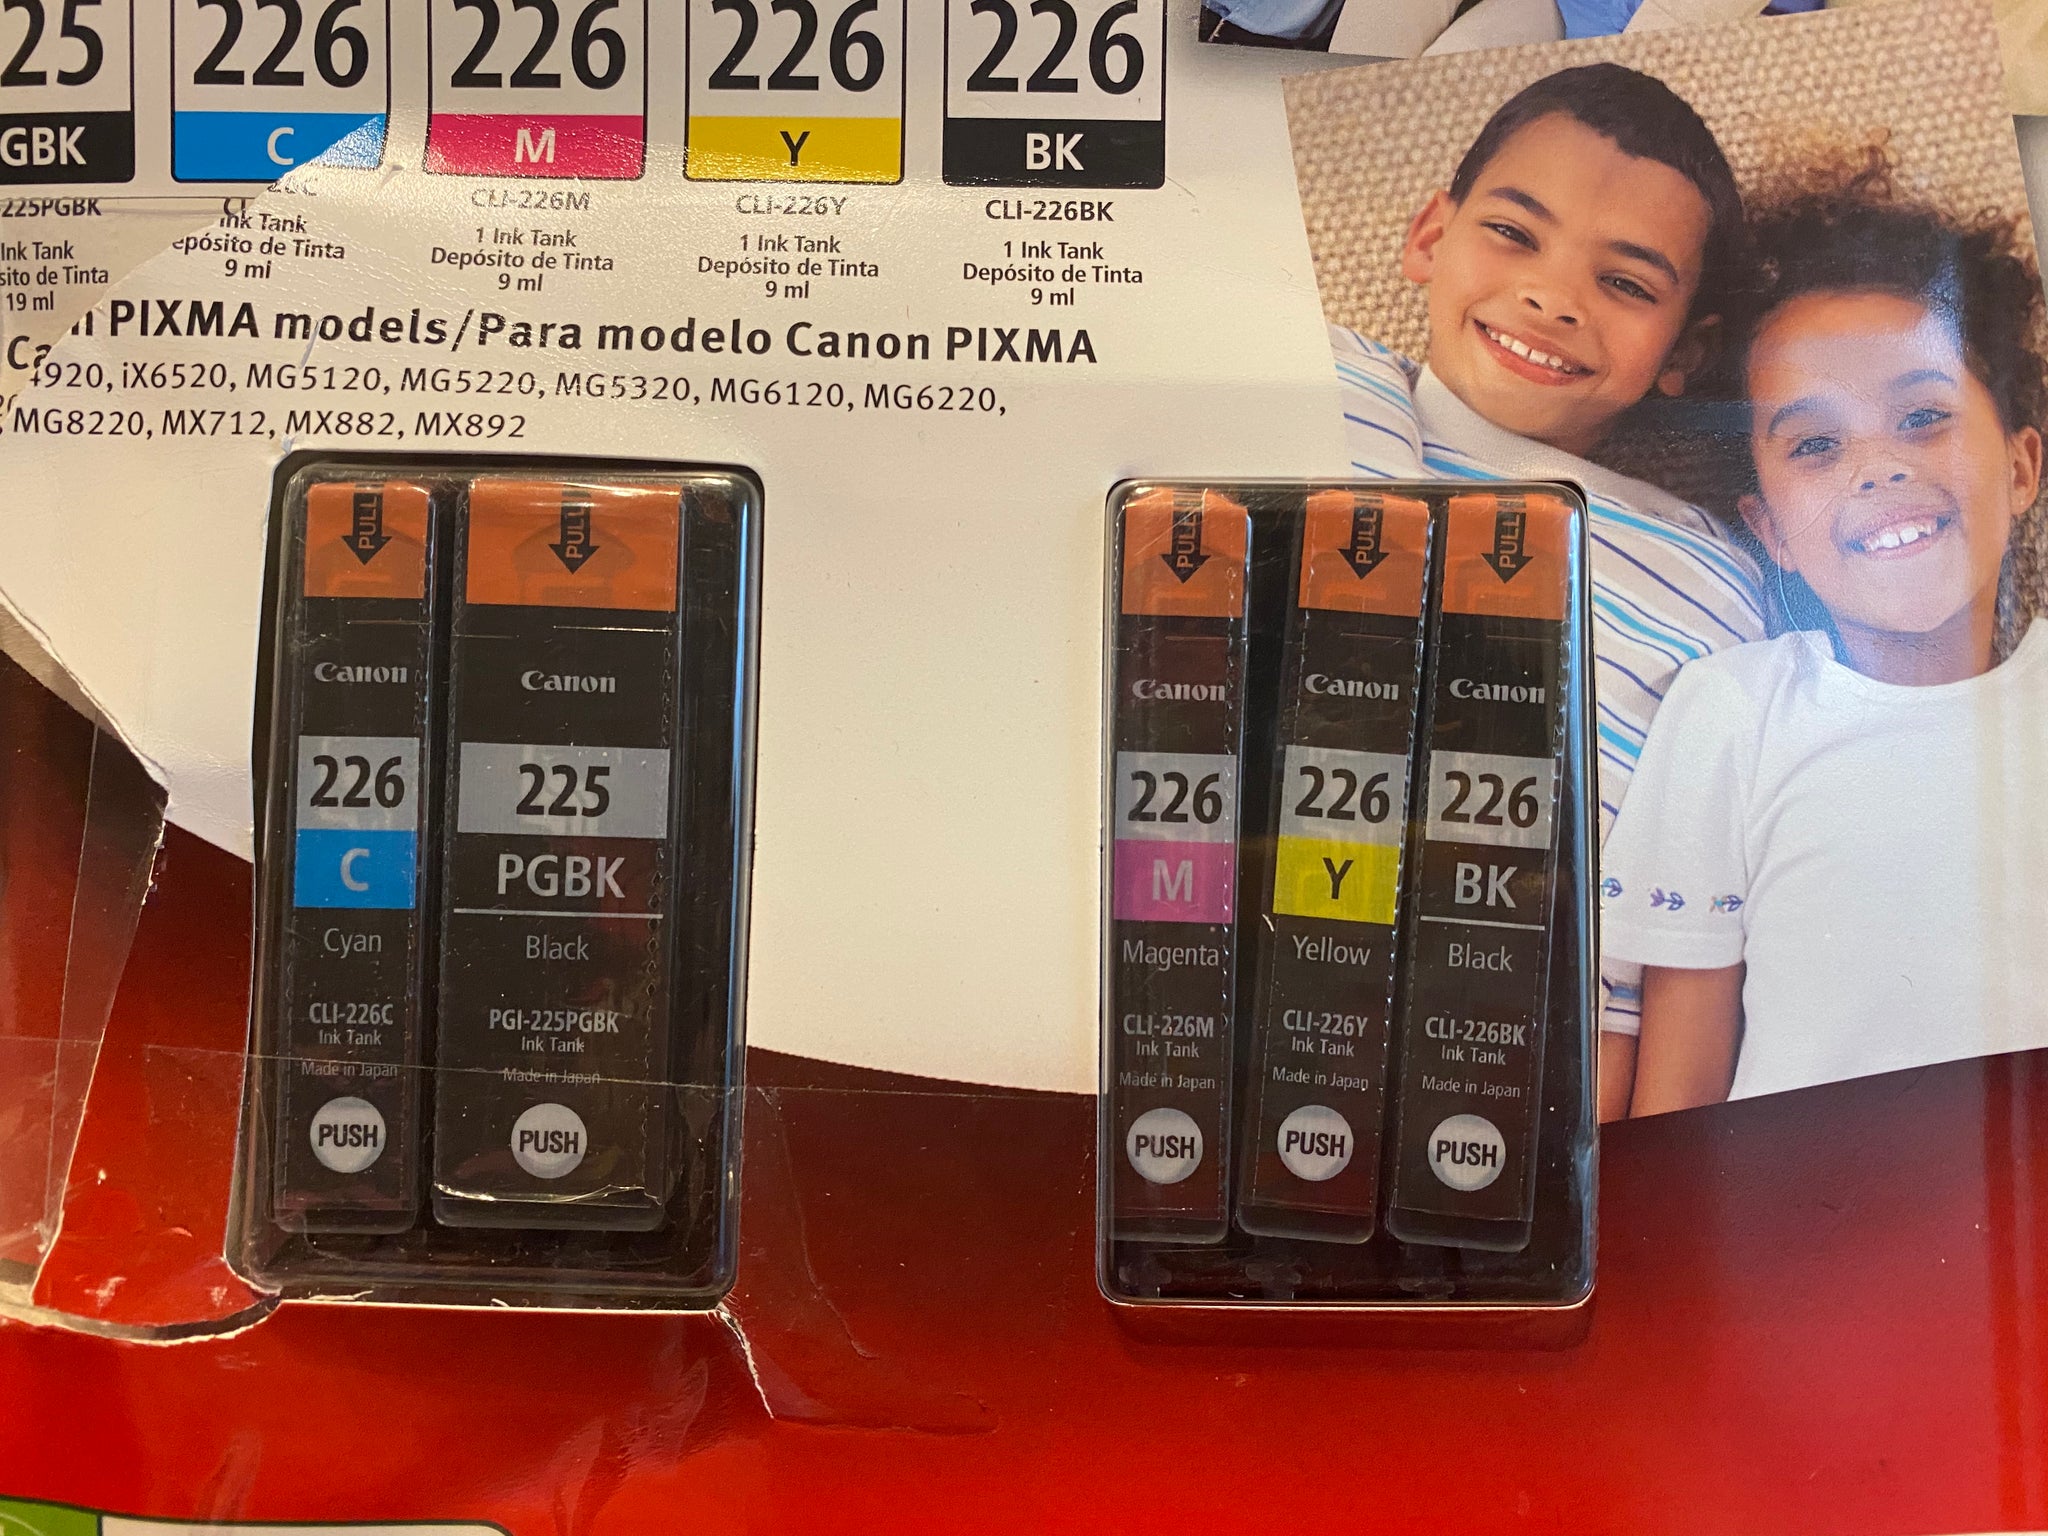 25
GBK
225PGBK
Ink Tank
sito de Tinta
19 ml
226
C
Ink Tank
epósito de Tinta
9 ml
226
M
CLI-226M
1 Ink Tank
Depósito de Tinta
9 ml
226
Y
CLI-226Y
1 Ink Tank
Depósito de Tinta
9 ml
226
BK
CLI-226BK
1 Ink Tank
Depósito de Tinta
9 ml
PIXMA models/Para modelo Canon PIXMA
4920, iX6520, MG5120, MG5220, MG5320, MG6120, MG6220,
MG8220, MX712, MX882, MX892
PULL
Canon
226
C
Cyan
CLI-226C
Ink Tank
Made in Japan
PUSH
PULL
Canon
225
PGBK
Black
PGI-225PGBK
Ink Tank
Made in Japan
PUSH
PULL
Canon
226
M
Magenta
CLI-226M
Ink Tank
Made in Japan
PUSH
PULL
Canon
226
Y
Yellow
CLI-226Y
Ink Tank
Made in Japan
PUSH
PULL
Canon
226
BK
Black
CLI-226BK
Ink Tank
Made in Japan
PUSH